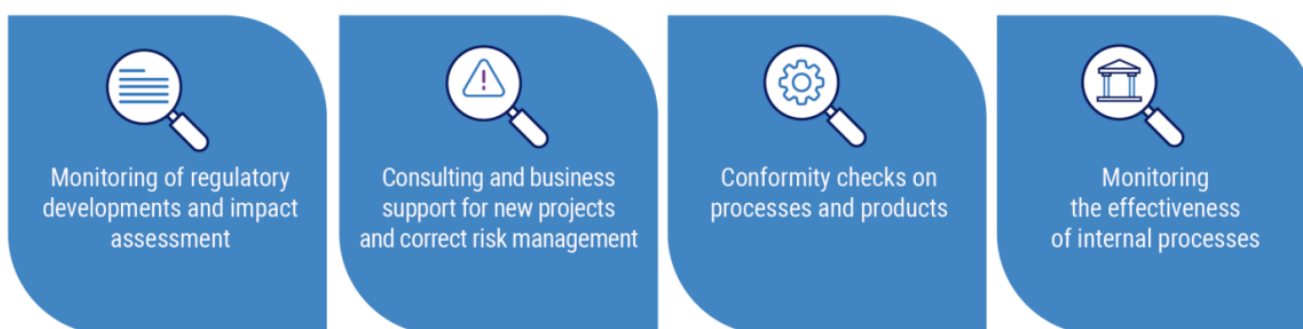 Monitoring of regulatory
developments and impact
assessment
Consulting and business
support for new projects
and correct risk management
Conformity checks on
processes and products
Monitoring
the effectiveness
of internal processes